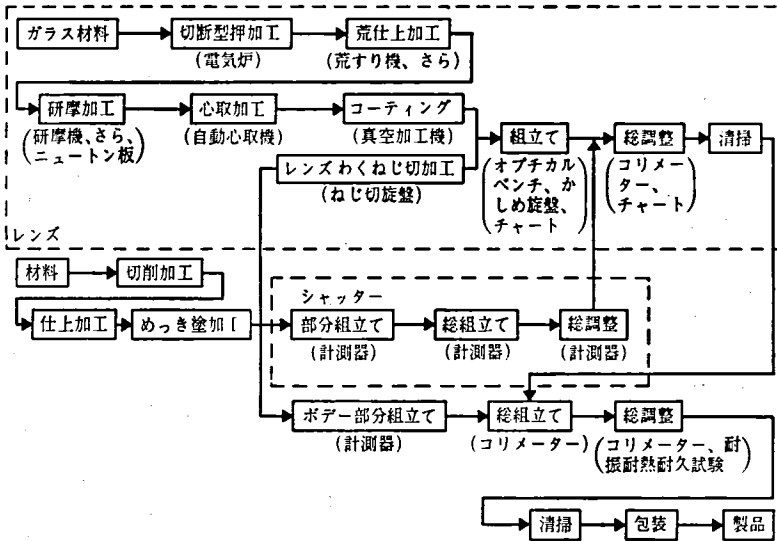 ガラス材料
切断型押加工
(電気炉)
荒仕上加工
(荒すり機、さら)
研摩加工
(研摩機、さら、
ニュートン板)
心取加工
(自動心取機)
コーティング
(真空加工機)
レンズわくねじ切加工
(ねじ切旋盤)
組立て
(オプチカル
ベンチ、か
しめ旋盤、
チャート)
総調整
(コリメー
ター、
チャート)
清掃
レンズ
材料
切削加工
仕上加工
めっき塗加工
シャッター
部分組立て
(計測器)
総組立て
(計測器)
総調整
(計測器)
ボデー部分組立て
(計測器)
総組立て
(コリメーター)
総調整
(コリメーター、耐
振耐熱耐久試験)
清掃
包装
製品